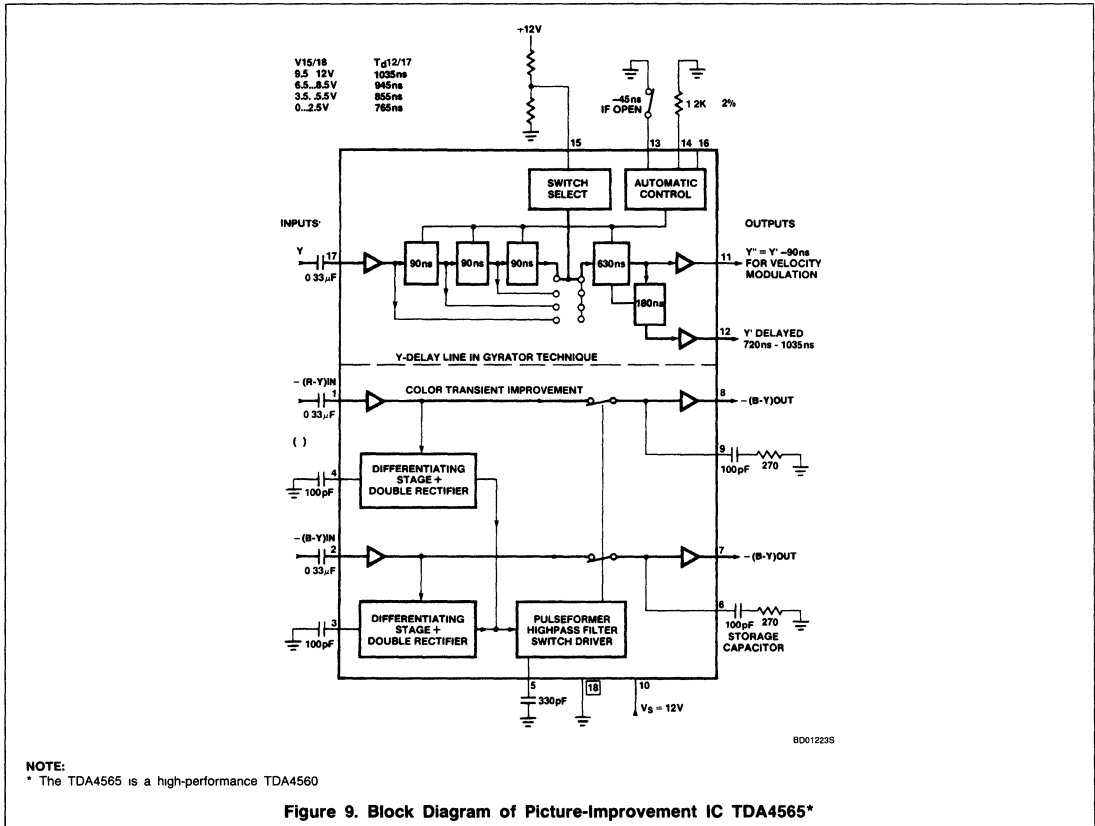 +12V
V15/18 Td12/17
9.5 12V 1035ns
6.5...8.5V 945ns
3.5. .5.5V 855ns
0...2.5V 765ns
−45ns
IF OPEN
1 2K 2%
15 13 14 16
SWITCH
SELECT
AUTOMATIC
CONTROL
INPUTS'
OUTPUTS
Y
17
0 33µF
90ns
90ns
90ns
630ns
180ns
11
Y" = Y' −90ns
FOR VELOCITY
MODULATION
12
Y' DELAYED
720ns - 1035ns
Y-DELAY LINE IN GYRATOR TECHNIQUE
COLOR TRANSIENT IMPROVEMENT
− (R-Y)IN
1
0 33µF
8
− (B-Y)OUT
( )
4
100pF
DIFFERENTIATING
STAGE +
DOUBLE RECTIFIER
9
100pF
270
− (B-Y)IN
2
0 33µF
7
− (B-Y)OUT
3
100pF
DIFFERENTIATING
STAGE +
DOUBLE RECTIFIER
PULSEFORMER
HIGHPASS FILTER
SWITCH DRIVER
6
100pF 270
STORAGE
CAPACITOR
5
330pF
18
10
VS = 12V
BD01223S
NOTE:
* The TDA4565 is a high-performance TDA4560
Figure 9. Block Diagram of Picture-Improvement IC TDA4565*